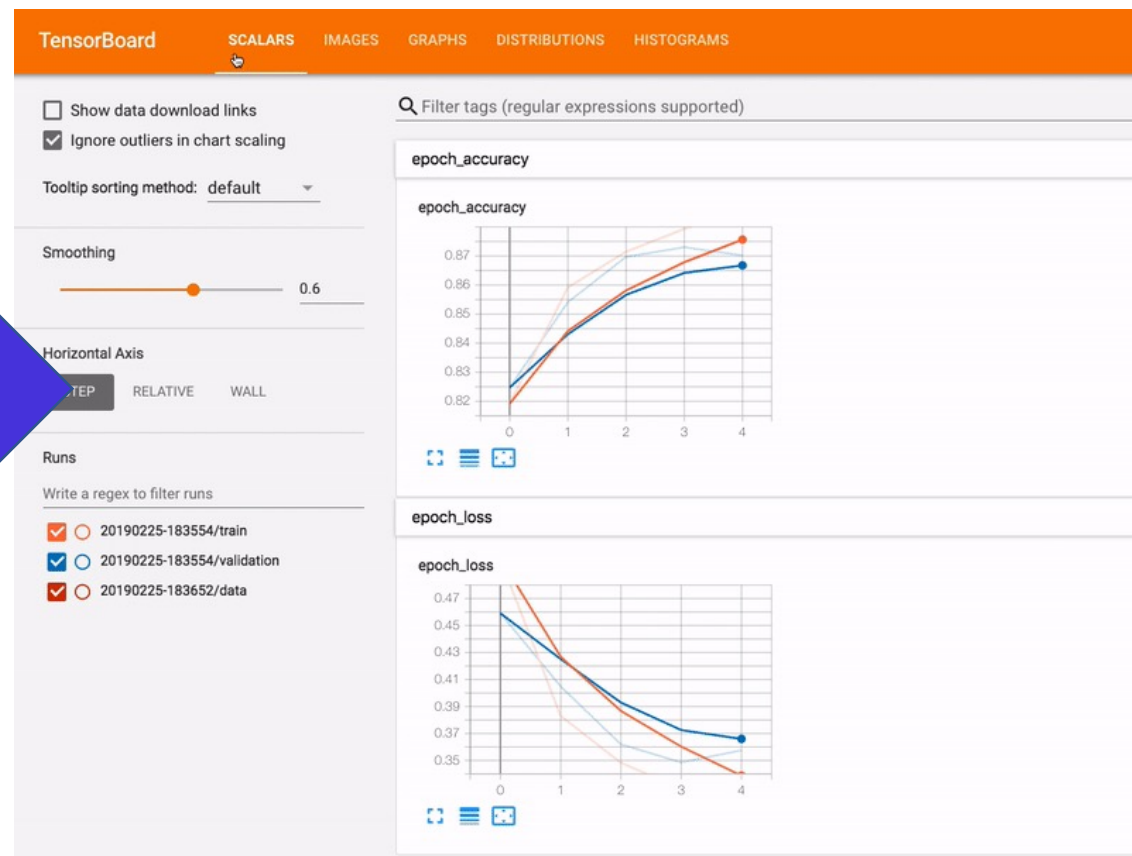 TensorBoard SCALARS IMAGES GRAPHS DISTRIBUTIONS HISTOGRAMS
Show data download links
Ignore outliers in chart scaling
Tooltip sorting method: default
Smoothing
0.6
Horizontal Axis
TEP RELATIVE WALL
Runs
Write a regex to filter runs
20190225-183554/train
20190225-183554/validation
20190225-183652/data
Filter tags (regular expressions supported)
epoch_accuracy
epoch_accuracy
0.87
0.86
0.85
0.84
0.83
0.82
0 1 2 3 4
epoch_loss
epoch_loss
0.47
0.45
0.43
0.41
0.39
0.37
0.35
0 1 2 3 4